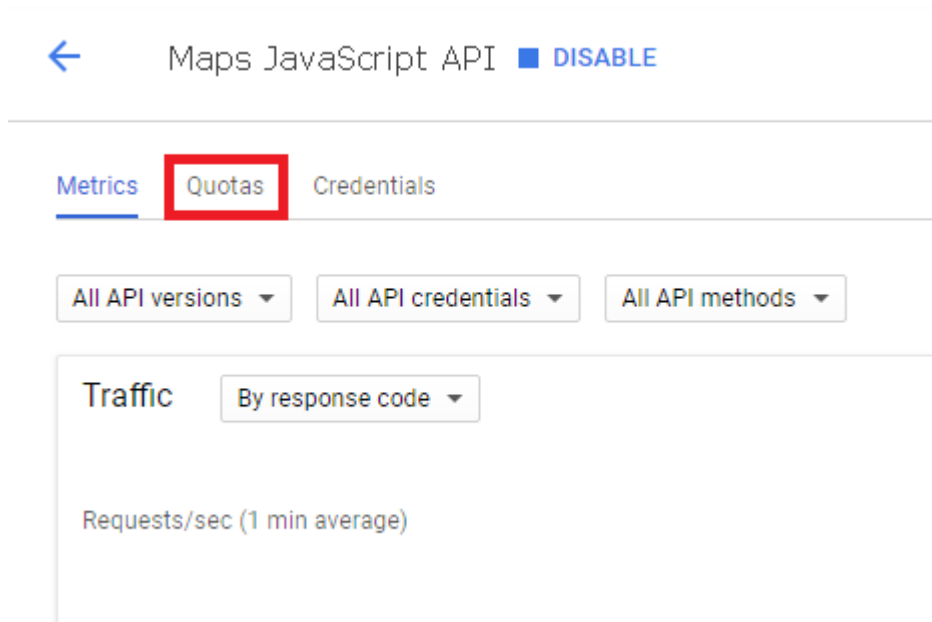 Maps JavaScript API DISABLE
Metrics Quotas Credentials
All API versions All API credentials All API methods
Traffic By response code
Requests/sec (1 min average)